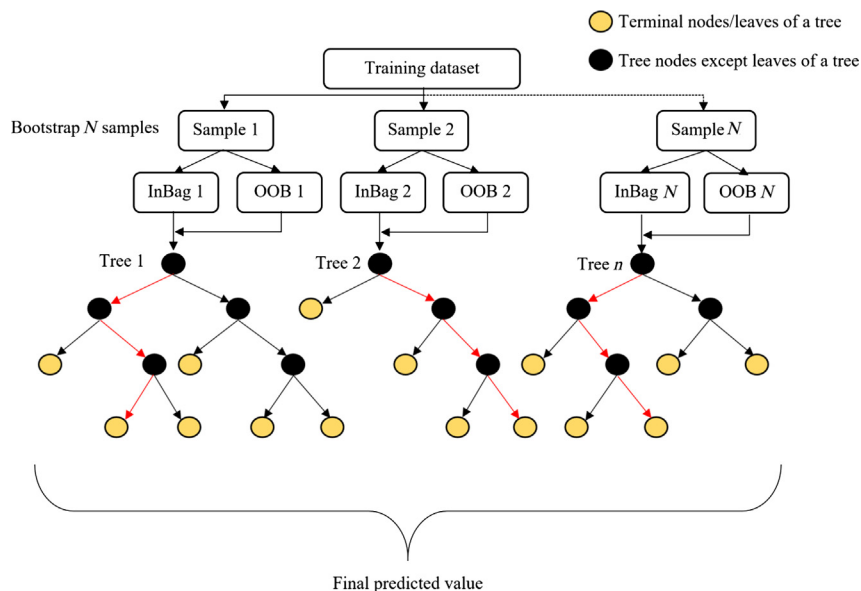 Terminal nodes/leaves of a tree
Tree nodes except leaves of a tree
Training dataset
Bootstrap N samples
Sample 1
Sample 2
Sample N
InBag 1
OOB 1
InBag 2
OOB 2
InBag N
OOB N
Tree 1
Tree 2
Tree n
Final predicted value